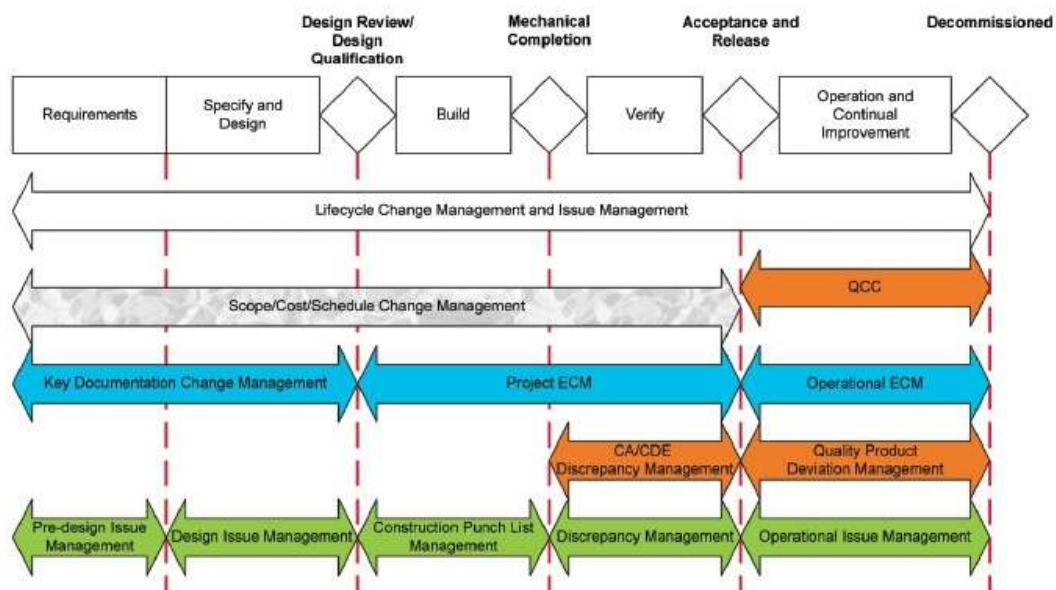 Design Review/
Design
Qualification
Mechanical
Completion
Acceptance and
Release
Decommissioned
Requirements
Specify and
Design
Build
Verify
Operation and
Continual
Improvement
Lifecycle Change Management and Issue Management
QCC
Scope/Cost/Schedule Change Management
Key Documentation Change Management
Project ECM
Operational ECM
CA/CDE
Discrepancy Management
Quality Product
Deviation Management
Pre-design Issue
Management
Design Issue Management
Construction Punch List
Management
Discrepancy Management
Operational Issue Management